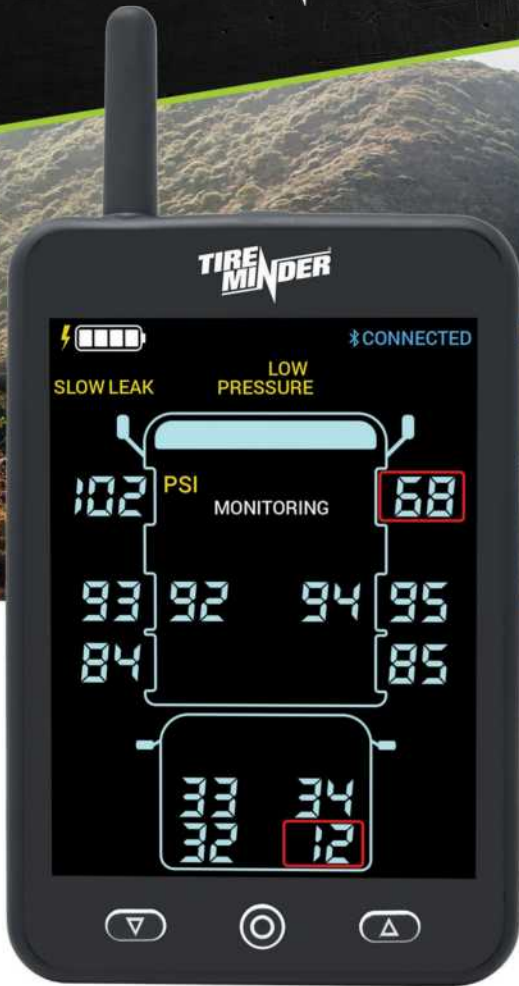 TIRE
MINDER
CONNECTED
SLOW LEAK
LOW
PRESSURE
102 PSI 68
MONITORING
93 92 94 95
84 85
33 34
32 12